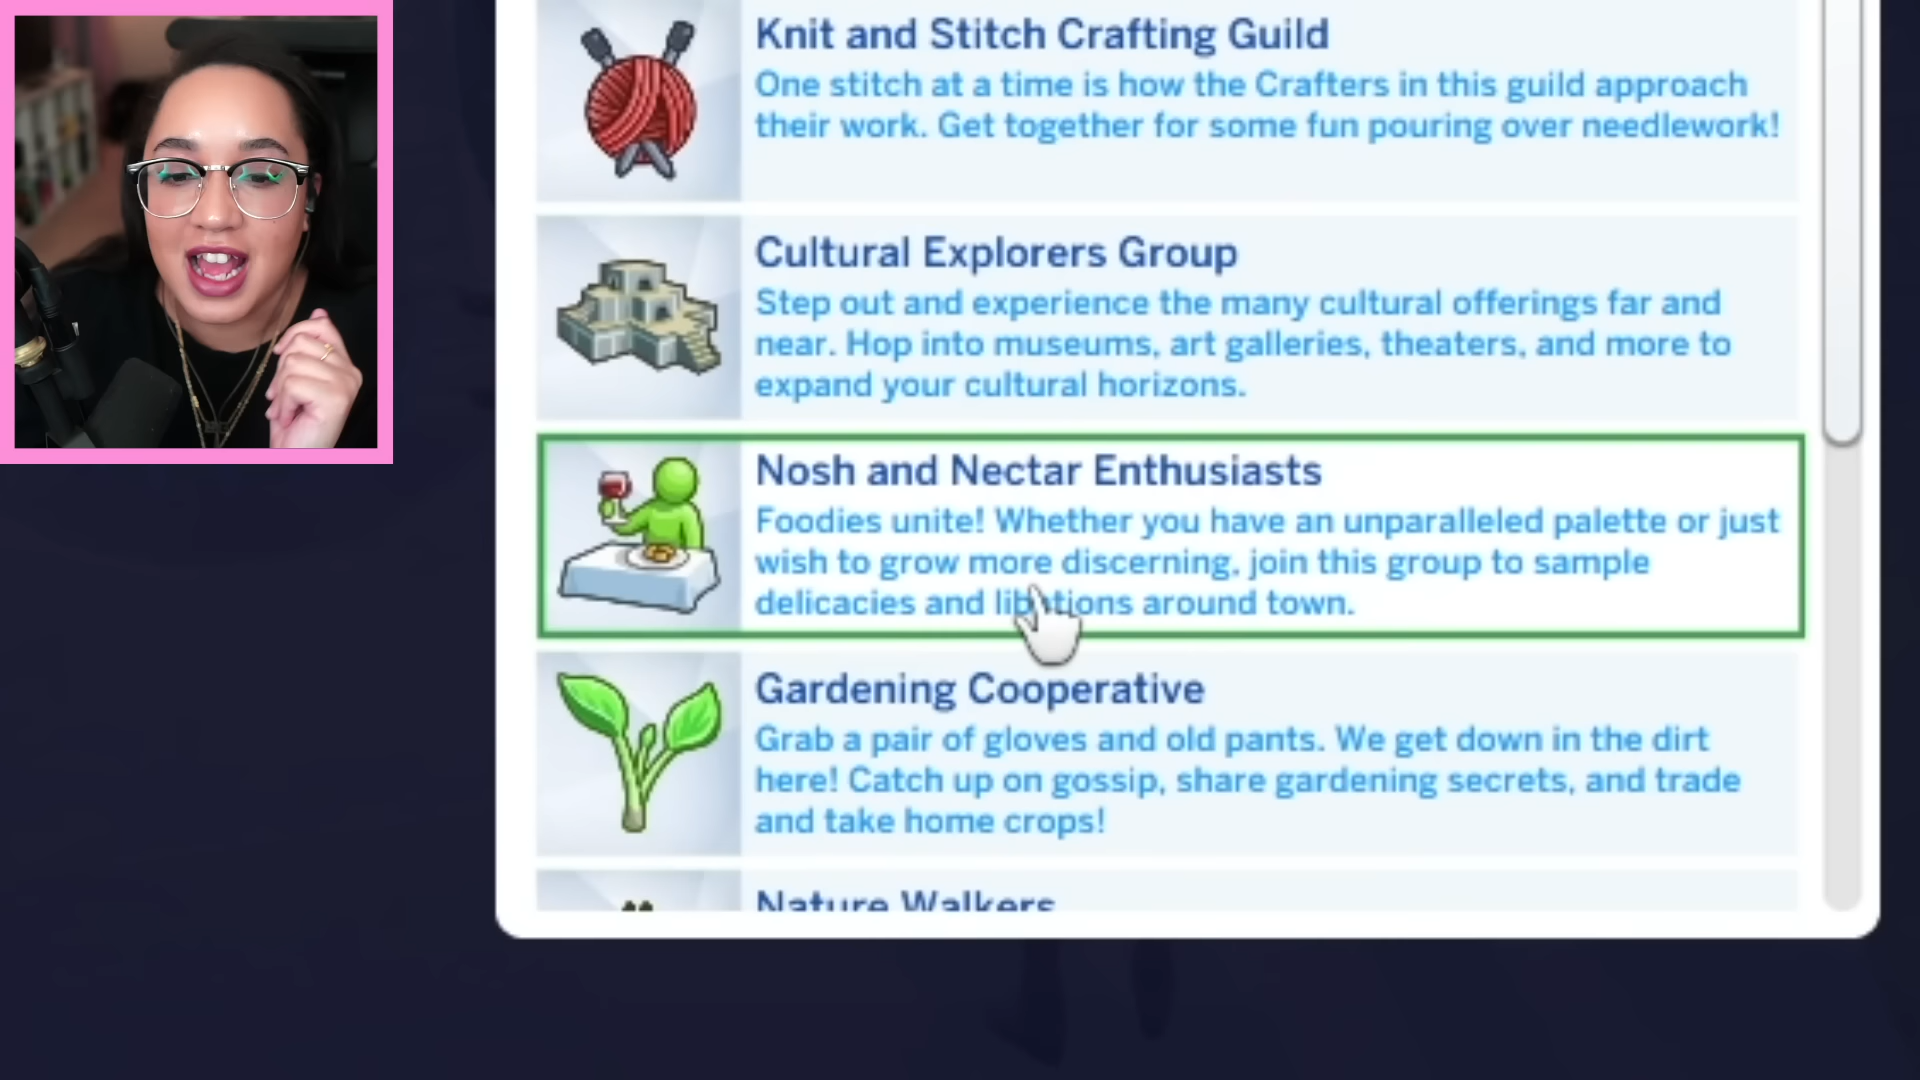 Knit and Stitch Crafting Guild
One stitch at a time is how the Crafters in this guild approach
their work. Get together for some fun pouring over needlework!
Cultural Explorers Group
Step out and experience the many cultural offerings far and
near. Hop into museums, art galleries, theaters, and more to
expand your cultural horizons.
Nosh and Nectar Enthusiasts
Foodies unite! Whether you have an unparalleled palette or just
wish to grow more discerning, join this group to sample
delicacies and libations around town.
Gardening Cooperative
Grab a pair of gloves and old pants. We get down in the dirt
here! Catch up on gossip, share gardening secrets, and trade
and take home crops!
Nature Walkers